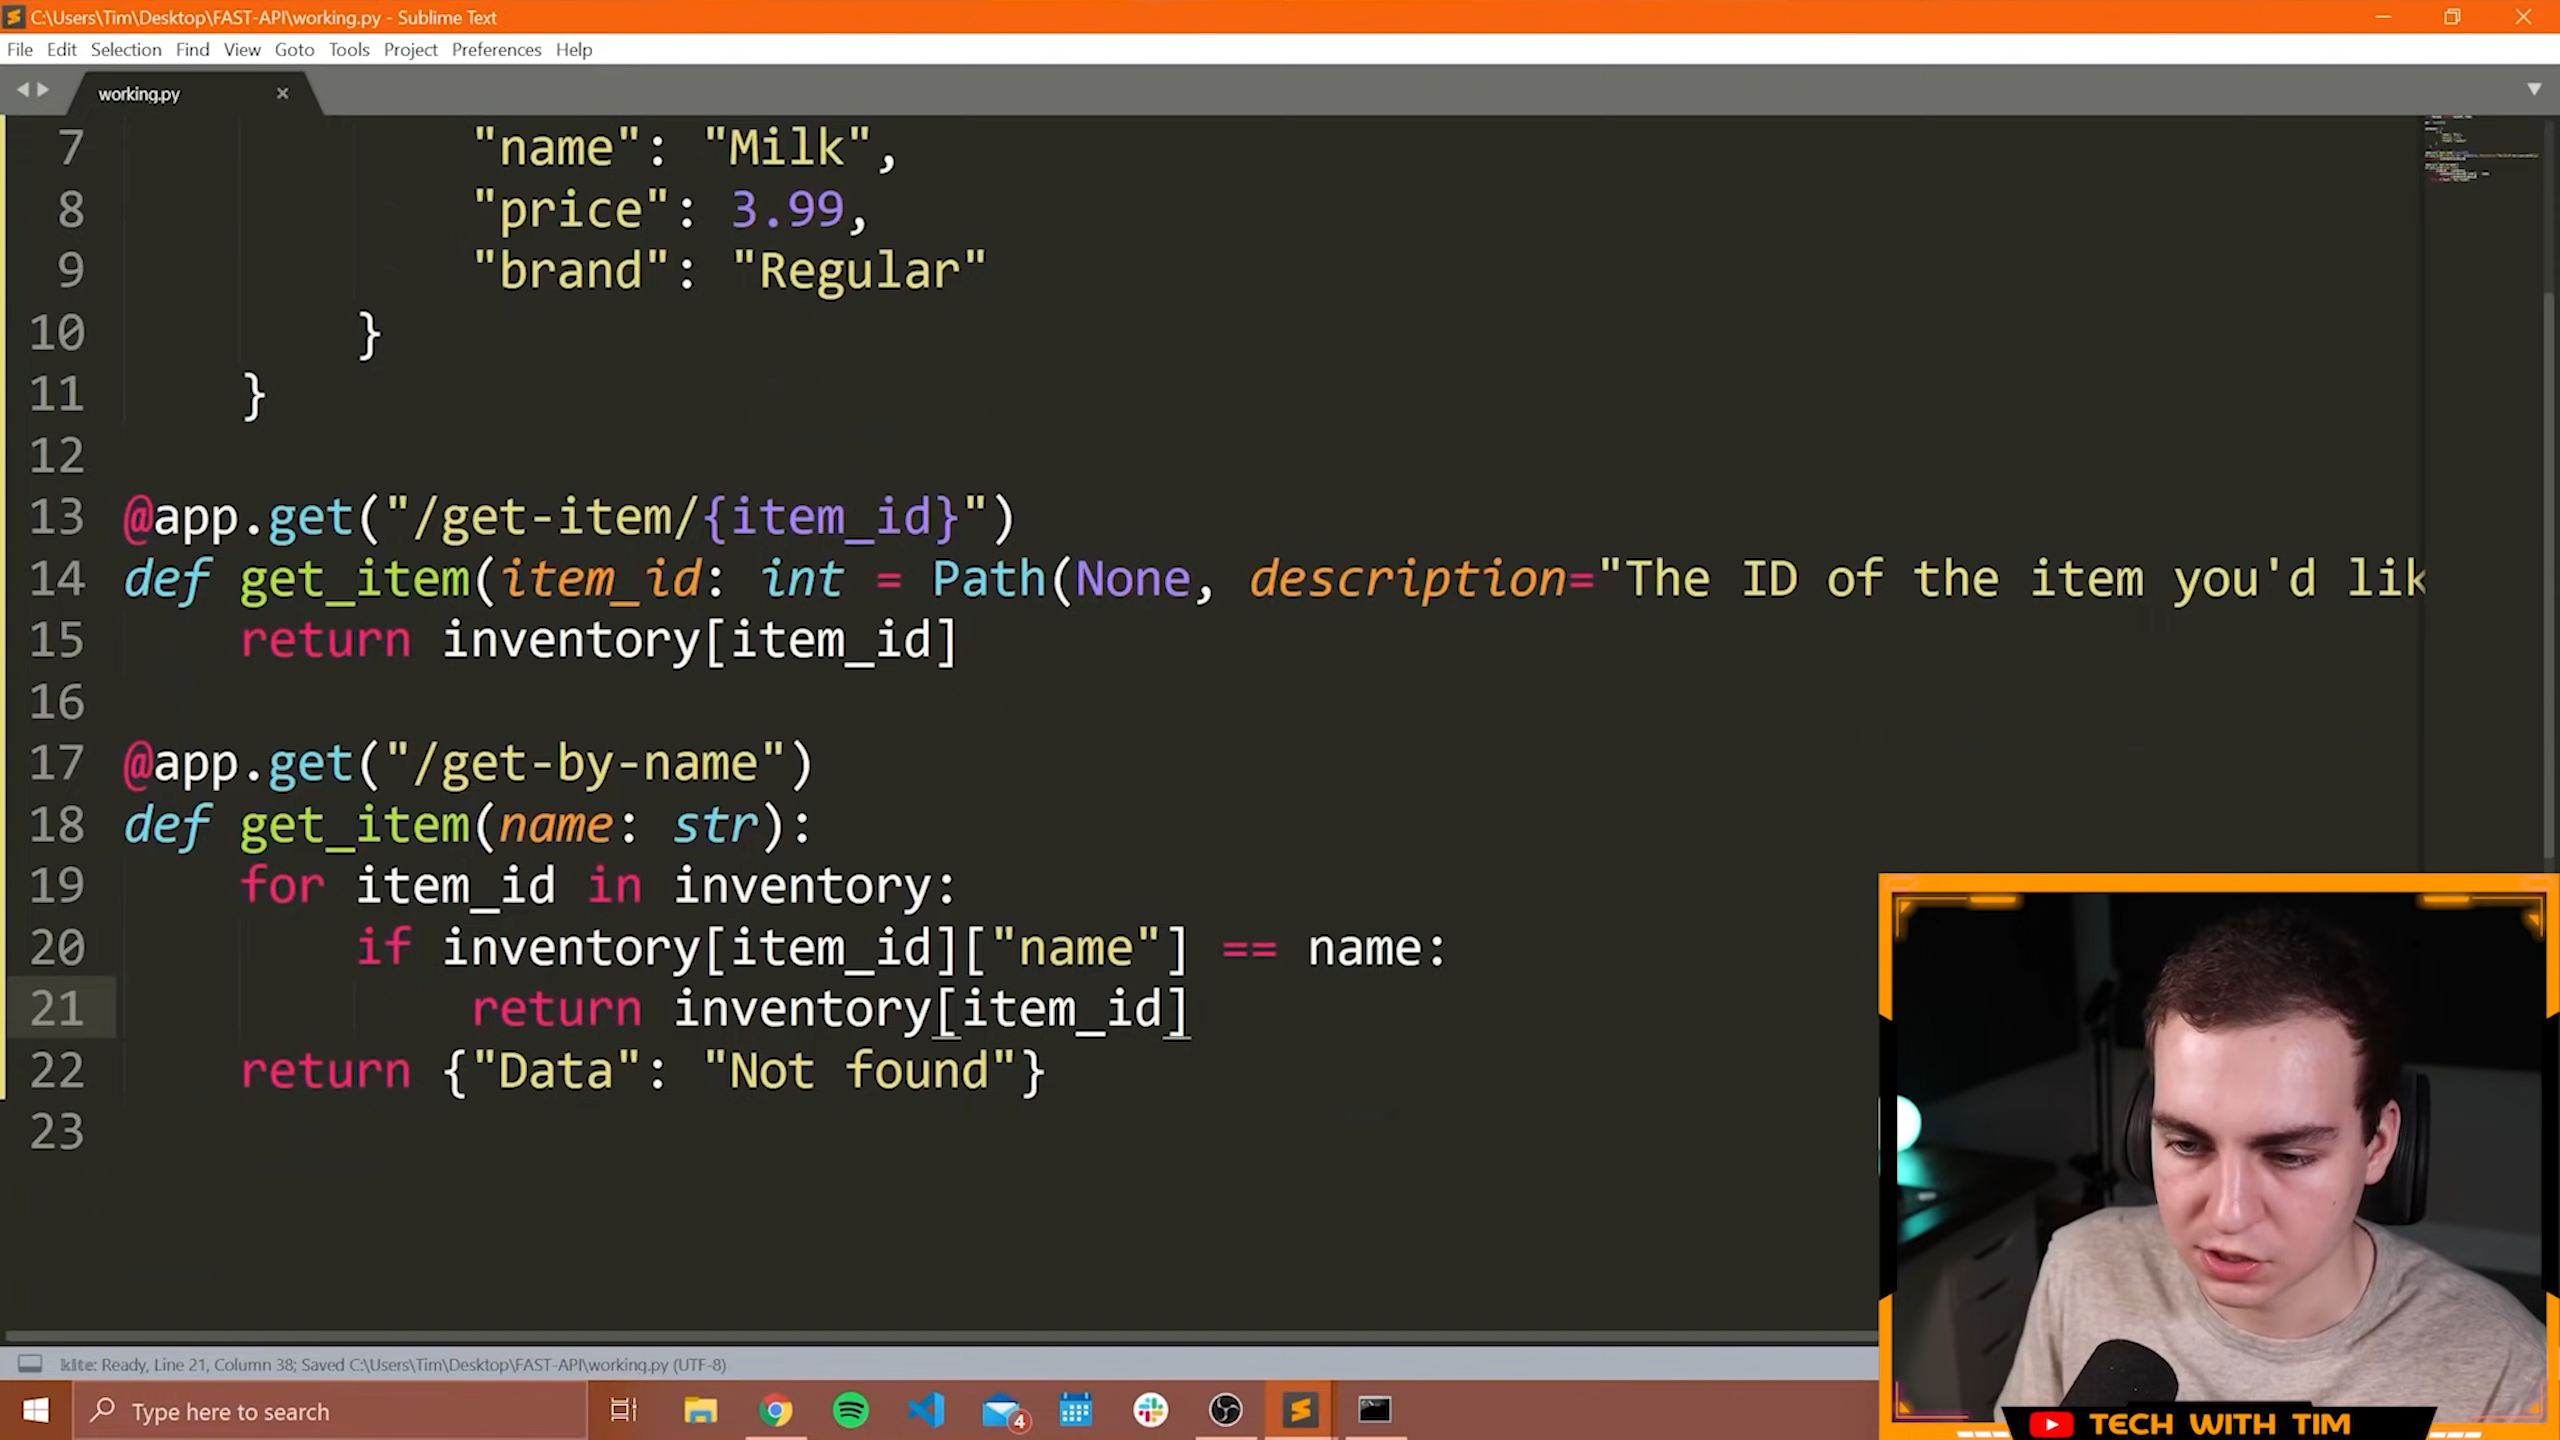 C:\Users\Tim\Desktop\FAST-API\working.py - Sublime Text
File Edit Selection Find View Goto Tools Project Preferences Help
working.py
7 "name": "Milk",
8 "price": 3.99,
9 "brand": "Regular"
10 }
11 }
12
13 @app.get("/get-item/{item_id}")
14 def get_item(item_id: int = Path(None, description="The ID of the item you'd lik
15 return inventory[item_id]
16
17 @app.get("/get-by-name")
18 def get_item(name: str):
19 for item_id in inventory:
20 if inventory[item_id]["name"] == name:
21 return inventory[item_id]
22 return {"Data": "Not found"}
23
kite: Ready, Line 21, Column 38; Saved C:\Users\Tim\Desktop\FAST-API\working.py (UTF-8)
Type here to search
4
TECH WITH TIM